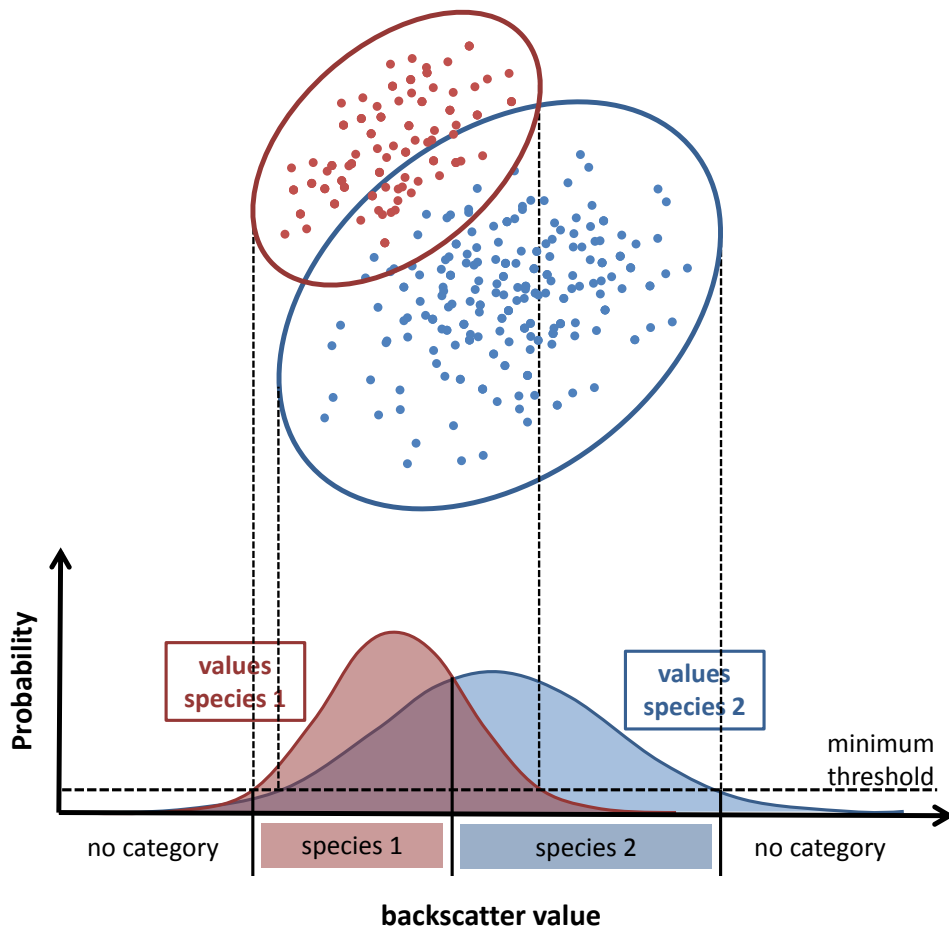 Probability
values
species 1
values
species 2
minimum
threshold
no category
species 1
species 2
no category
backscatter value